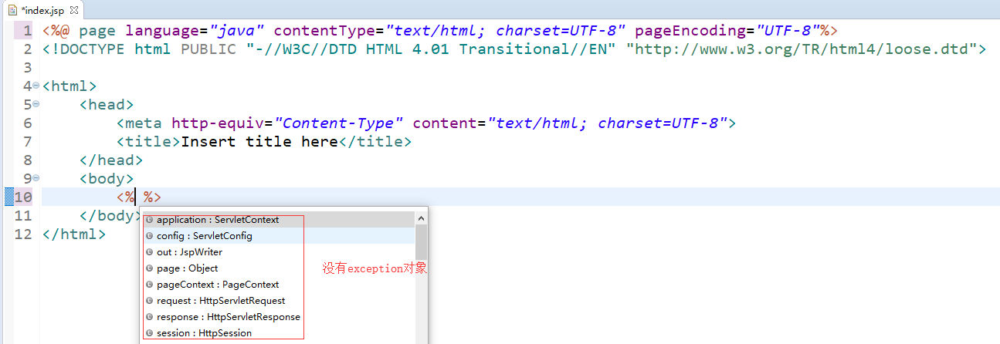 *index.jsp
1 <%@ page language="java" contentType="text/html; charset=UTF-8" pageEncoding="UTF-8"%>
2 <!DOCTYPE html PUBLIC "-//W3C//DTD HTML 4.01 Transitional//EN" "http://www.w3.org/TR/html4/loose.dtd">
3
4 <html>
5 <head>
6 <meta http-equiv="Content-Type" content="text/html; charset=UTF-8">
7 <title>Insert title here</title>
8 </head>
9 <body>
10 <% %>
11 </body>
12 </html>
application : ServletContext
config : ServletConfig
out : JspWriter
page : Object
没有exception对象
pageContext : PageContext
request : HttpServletRequest
response : HttpServletResponse
session : HttpSession